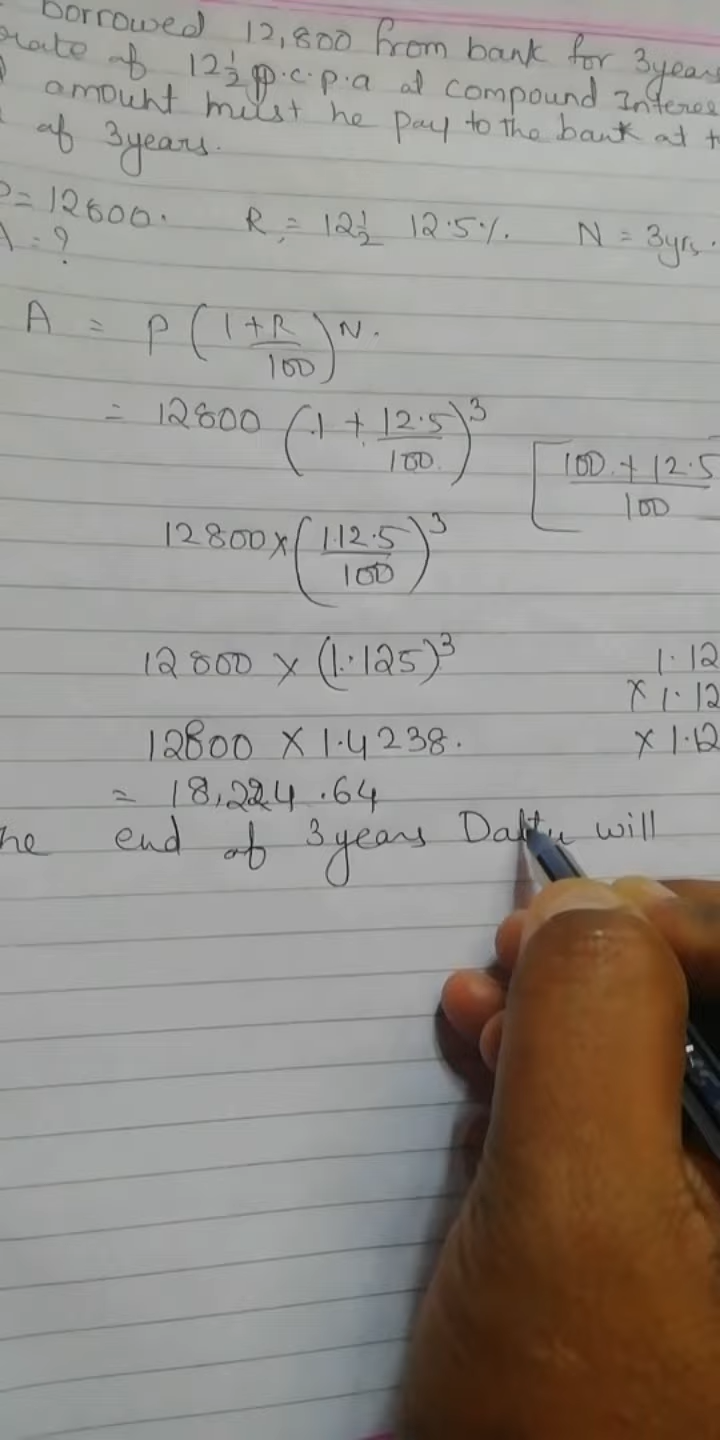 borrowed 12,800 from bank for 3years
rate of 12½ p.c.p.a at compound Interes
amount must he pay to the bank at t
of 3years.
P = 12800. R = 12½ 12.5%. N = 3yrs.
A = ?
A = P (1 + R/100)N.
= 12800 (1 + 12.5/100)³ [100 + 12.5/100
12800 × (112.5/100)³
12800 × (1.125)³ 1.12
× 1.12
12800 × 1.4238. × 1.12
= 18,224.64
he end of 3years Dattu will